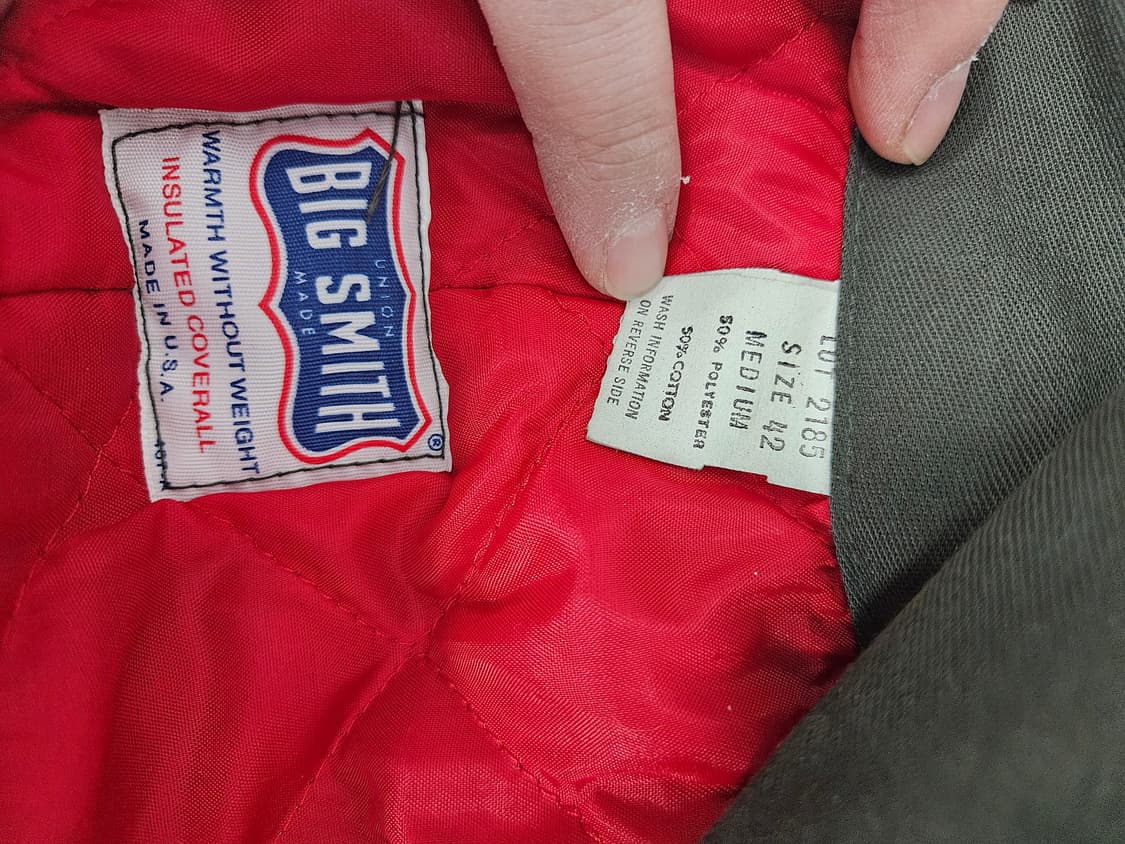 BIG SMITH
®
UNION
MADE
WARMTH WITHOUT WEIGHT
INSULATED COVERALL
MADE IN U.S.A.
LOT 2185
SIZE 42
MEDIUM
50% POLYESTER
50% COTTON
WASH INFORMATION
ON REVERSE SIDE